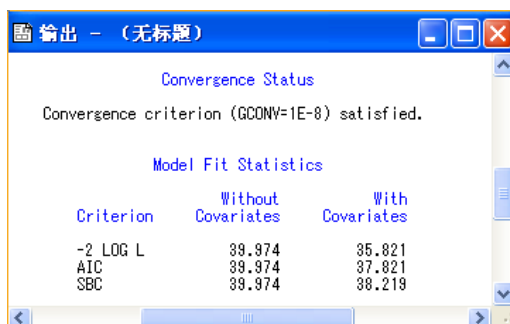 输出 - （无标题）
Convergence Status
Convergence criterion (GCONV=1E-8) satisfied.
Model Fit Statistics
Without With
Criterion Covariates Covariates
-2 LOG L 39.974 35.821
AIC 39.974 37.821
SBC 39.974 38.219